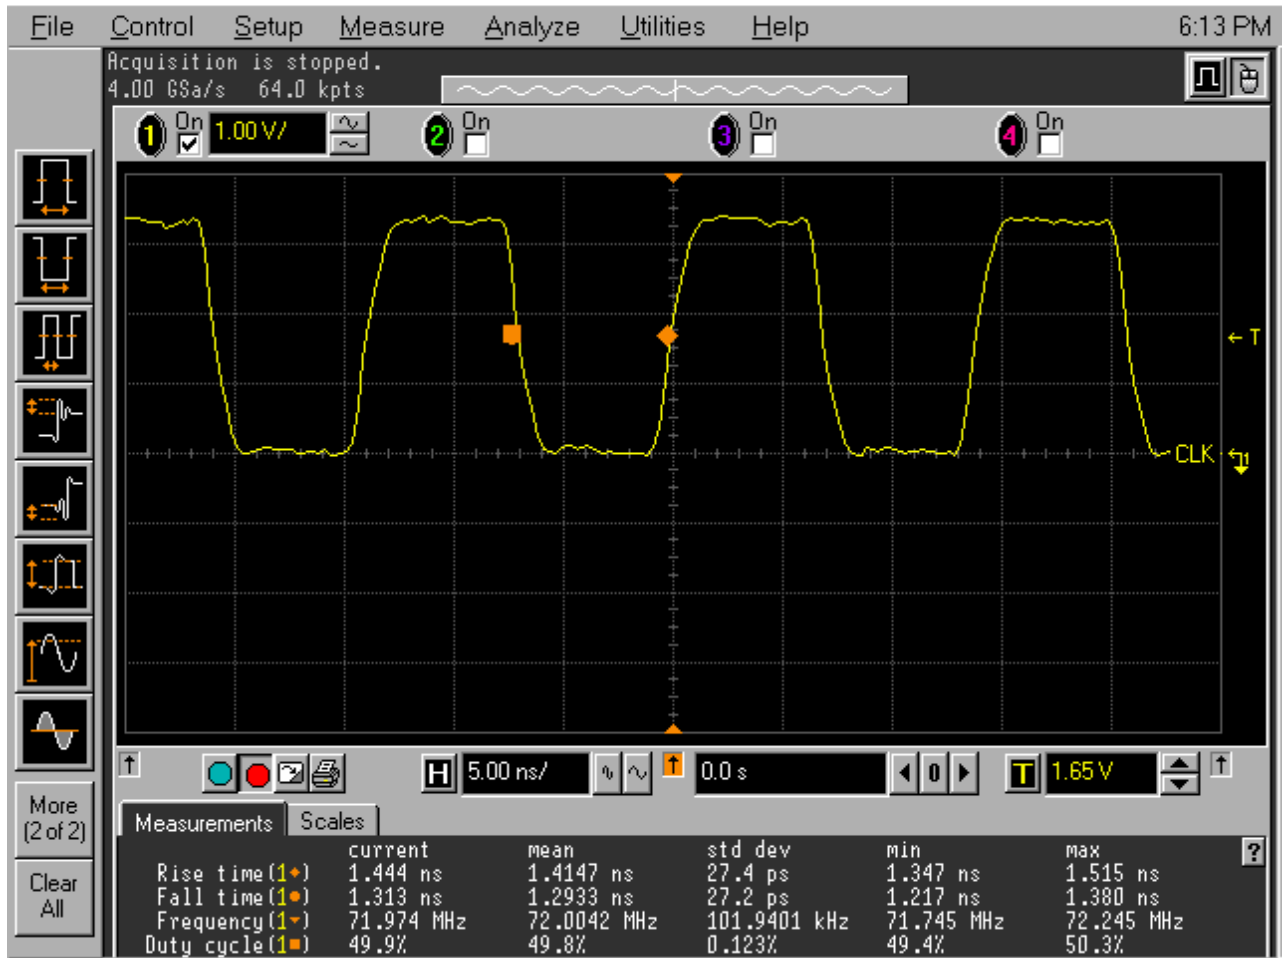 File Control Setup Measure Analyze Utilities Help 6:13 PM
Acquisition is stopped.
4.00 GSa/s 64.0 kpts
1 On 1.00 V/ 2 On 3 On 4 On
T
CLK 1
H 5.00 ns/ 0.0 s 0 T 1.65 V
More
(2 of 2)
Clear
All
Measurements Scales
current mean std dev min max ?
Rise time(1) 1.444 ns 1.4147 ns 27.4 ps 1.347 ns 1.515 ns
Fall time(1) 1.313 ns 1.2933 ns 27.2 ps 1.217 ns 1.380 ns
Frequency(1) 71.974 MHz 72.0042 MHz 101.9401 kHz 71.745 MHz 72.245 MHz
Duty cycle(1) 49.9% 49.8% 0.123% 49.4% 50.3%